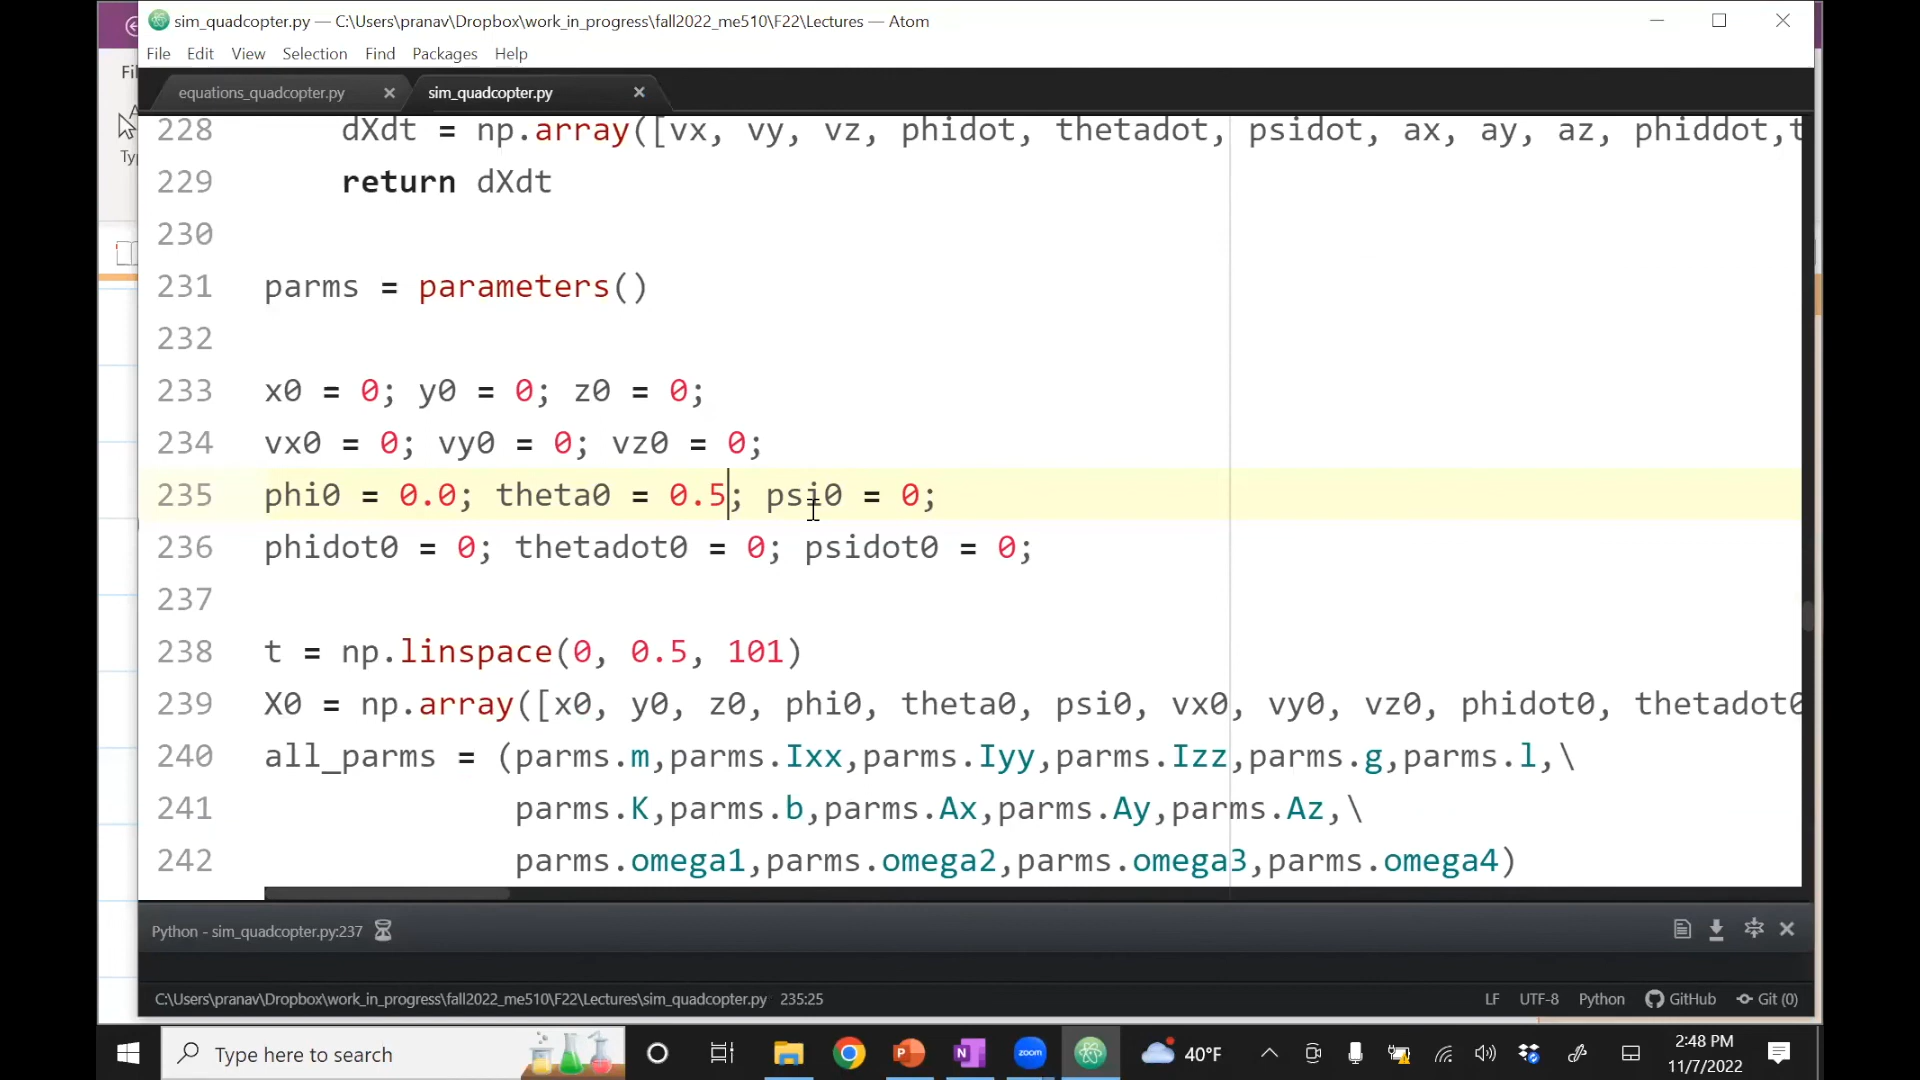 sim_quadcopter.py — C:\Users\pranav\Dropbox\work_in_progress\fall2022_me510\F22\Lectures — Atom
File Edit View Selection Find Packages Help
equations_quadcopter.py
sim_quadcopter.py
228 dXdt = np.array([vx, vy, vz, phidot, thetadot, psidot, ax, ay, az, phiddot,t
229 return dXdt
230
231 parms = parameters()
232
233 x0 = 0; y0 = 0; z0 = 0;
234 vx0 = 0; vy0 = 0; vz0 = 0;
235 phi0 = 0.0; theta0 = 0.5; psi0 = 0;
236 phidot0 = 0; thetadot0 = 0; psidot0 = 0;
237
238 t = np.linspace(0, 0.5, 101)
239 X0 = np.array([x0, y0, z0, phi0, theta0, psi0, vx0, vy0, vz0, phidot0, thetadot0
240 all_parms = (parms.m,parms.Ixx,parms.Iyy,parms.Izz,parms.g,parms.l,\
241 parms.K,parms.b,parms.Ax,parms.Ay,parms.Az,\
242 parms.omega1,parms.omega2,parms.omega3,parms.omega4)
Python - sim_quadcopter.py:237
C:\Users\pranav\Dropbox\work_in_progress\fall2022_me510\F22\Lectures\sim_quadcopter.py 235:25 LF UTF-8 Python GitHub Git (0)
Type here to search
zoom
40°F
2:48 PM
11/7/2022